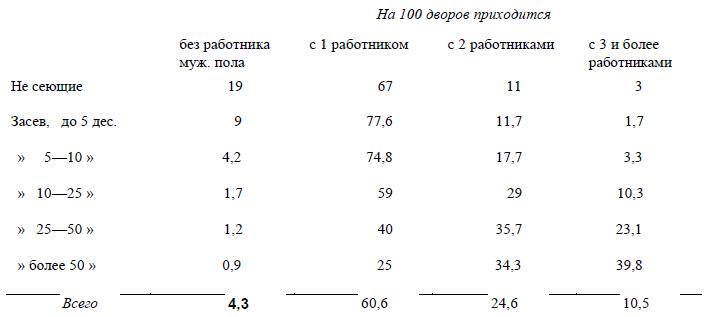 На 100 дворов приходится
без работника с 1 работником с 2 работниками с 3 и более
муж. пола работниками
Не сеющие 19 67 11 3
Засев, до 5 дес. 9 77,6 11,7 1,7
» 5—10 » 4,2 74,8 17,7 3,3
» 10—25 » 1,7 59 29 10,3
» 25—50 » 1,2 40 35,7 23,1
» более 50 » 0,9 25 34,3 39,8
Всего 4,3 60,6 24,6 10,5